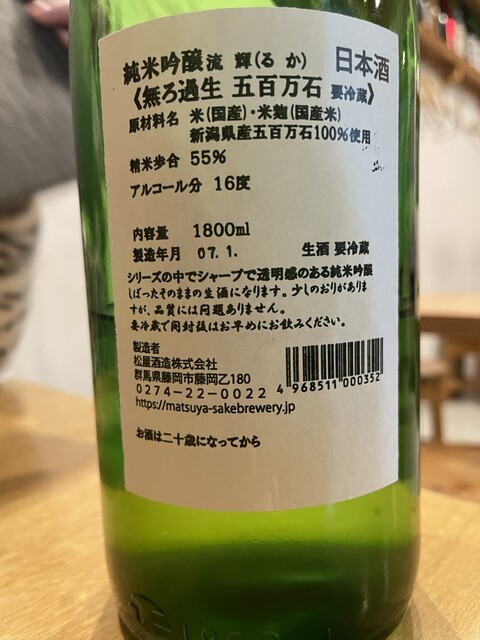 純米吟醸 流 輝(る か) 日本酒
《無ろ過生 五百万石 要冷蔵》
原材料名 米(国産)・米麹(国産米)
新潟県産五百万石100%使用
精米歩合 55%
アルコール分 16度
内容量 1800ml
製造年月 07.1. 生酒 要冷蔵
シリーズの中でシャープで透明感のある純米吟醸
しぼったそのままの生酒になります。少しのおりがありま
すが、品質には問題ありません。
要冷蔵で開封後はお早めにお飲みください。
製造者
松屋酒造株式会社
群馬県藤岡市藤岡乙180
0274-22-0022
https://matsuya-sakebrewery.jp
4 968511 000352
お酒は二十歳になってから